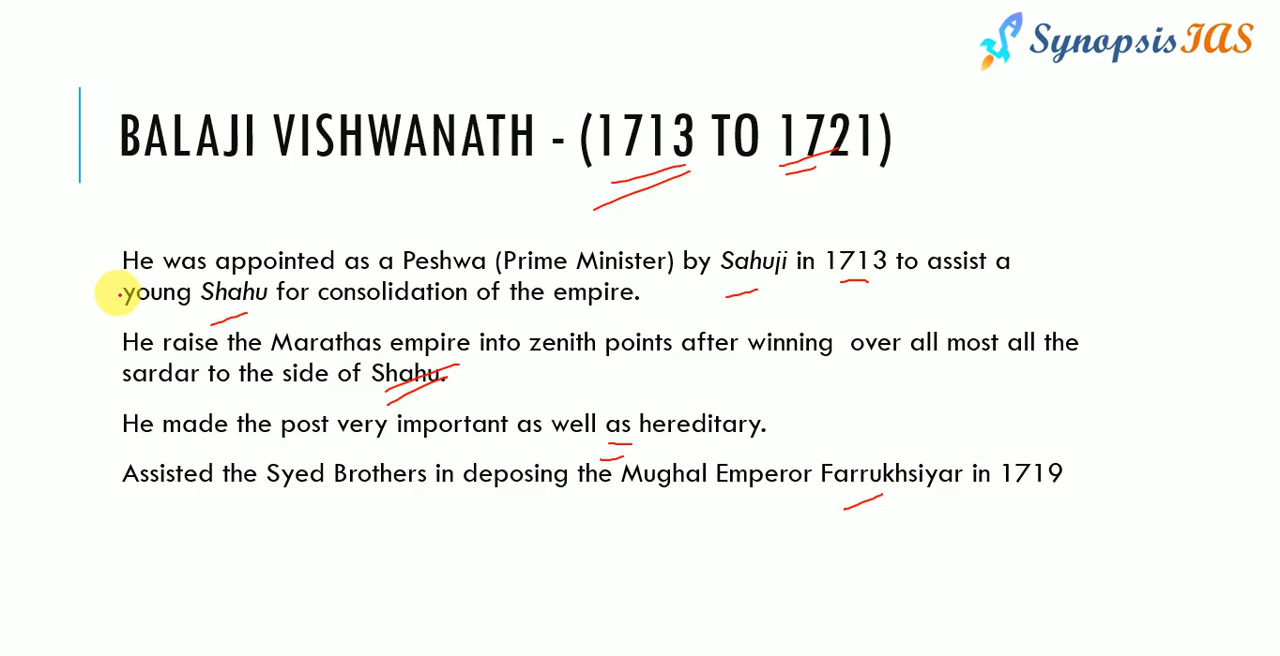 Synopsis IAS
BALAJI VISHWANATH - (1713 TO 1721)
He was appointed as a Peshwa (Prime Minister) by Sahuji in 1713 to assist a
young Shahu for consolidation of the empire.
He raise the Marathas empire into zenith points after winning over all most all the
sardar to the side of Shahu.
He made the post very important as well as hereditary.
Assisted the Syed Brothers in deposing the Mughal Emperor Farrukhsiyar in 1719